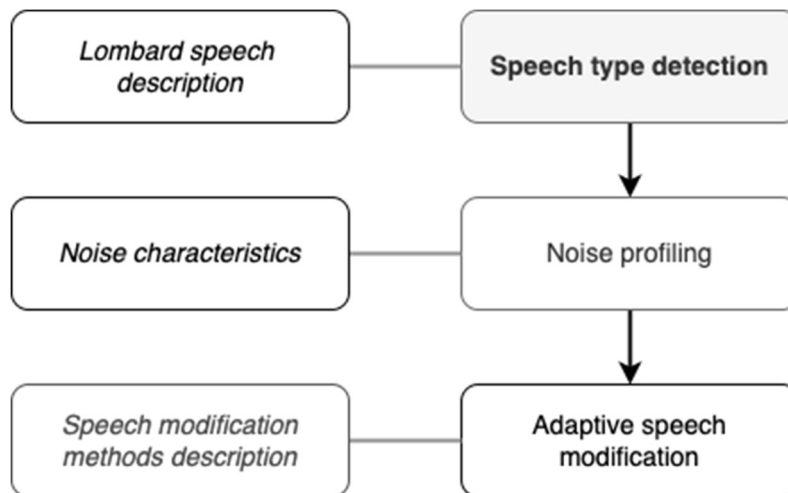 Lombard speech
description
Speech type detection
Noise characteristics
Noise profiling
Speech modification
methods description
Adaptive speech
modification